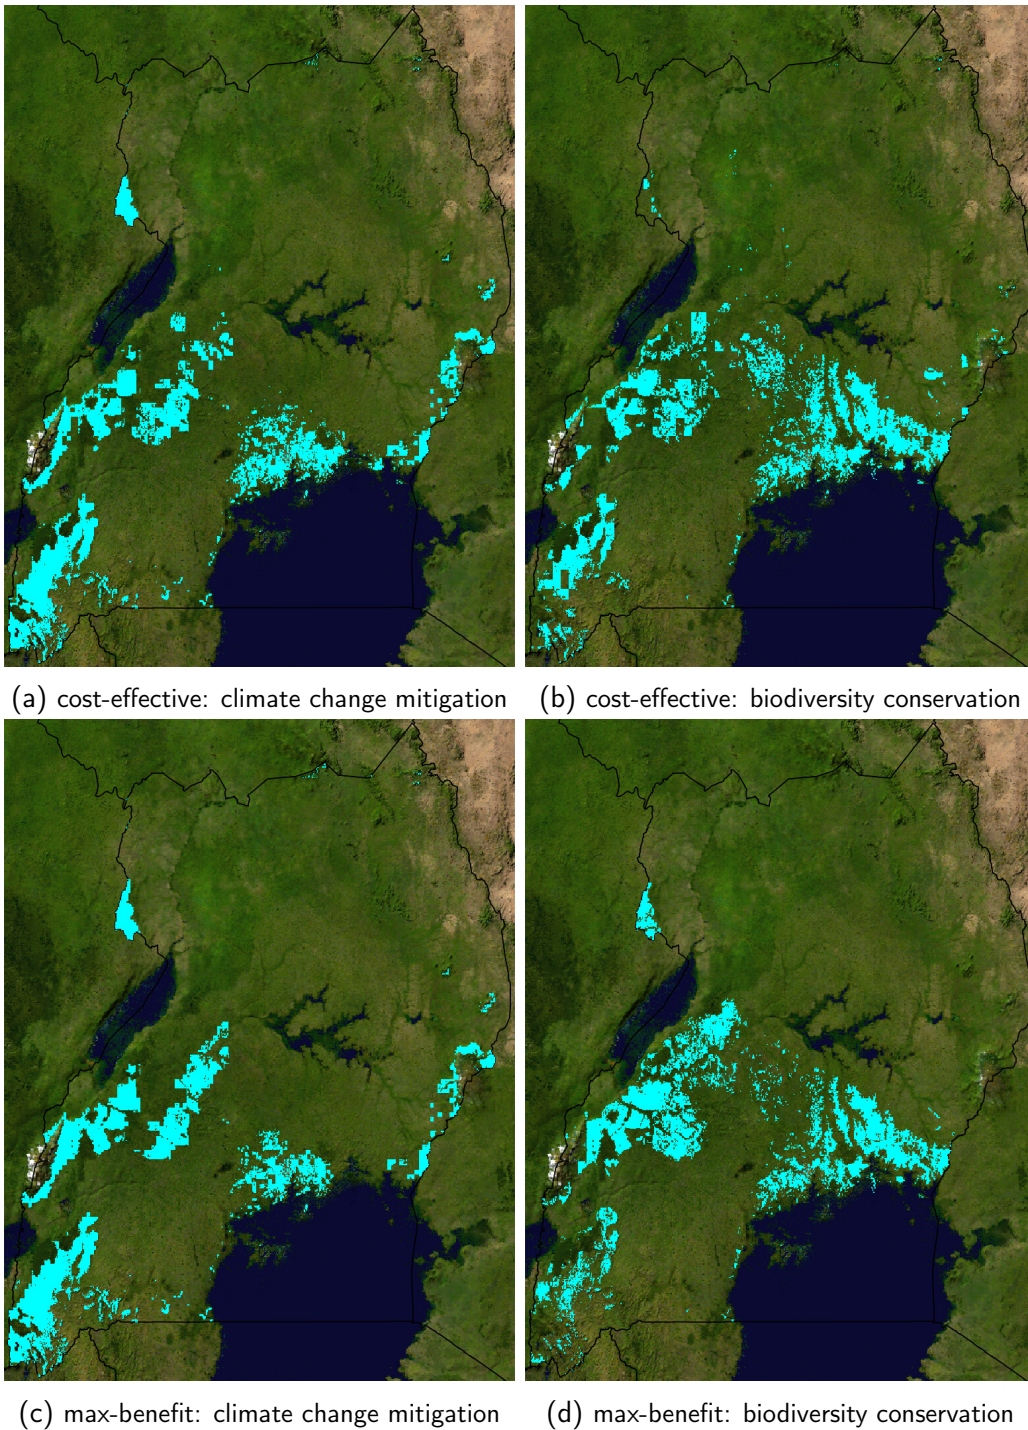 (a) cost-effective: climate change mitigation
(b) cost-effective: biodiversity conservation
(c) max-benefit: climate change mitigation
(d) max-benefit: biodiversity conservation